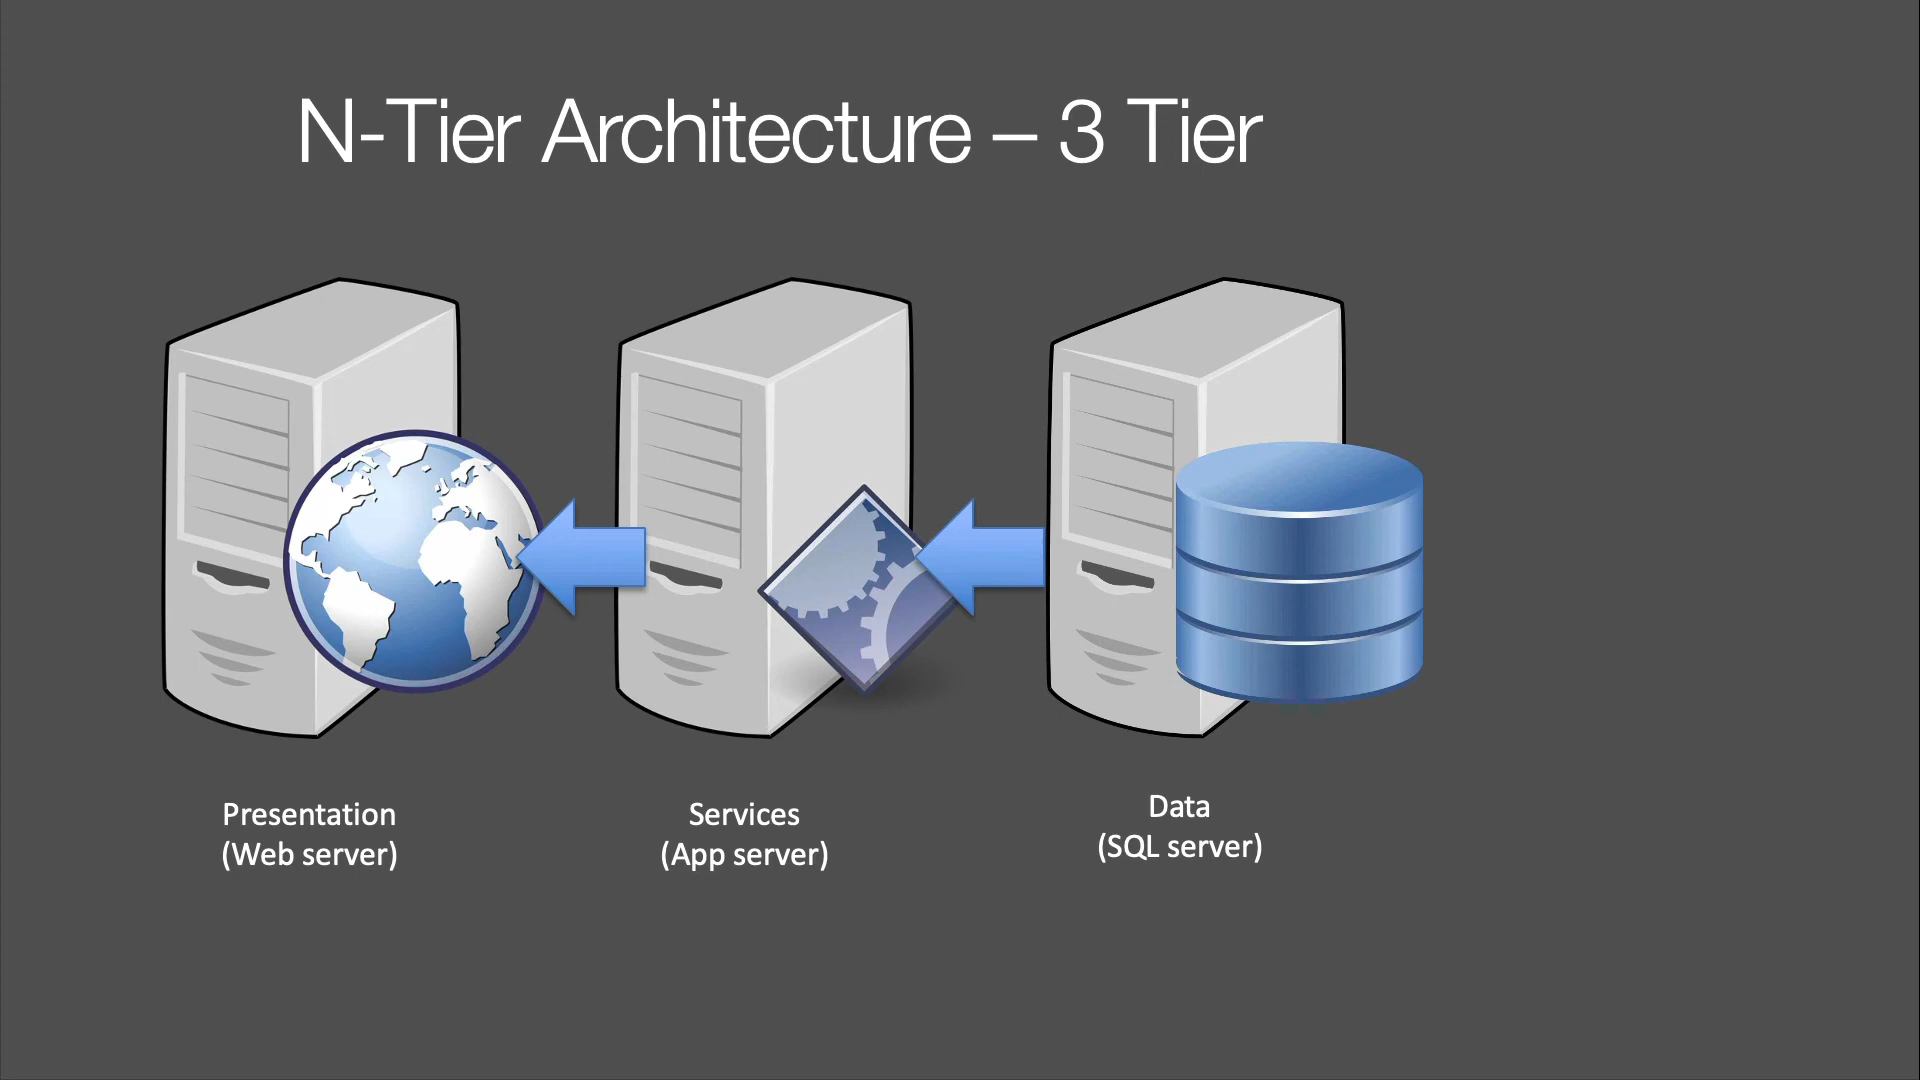 N-Tier Architecture – 3 Tier
Presentation
(Web server)
Services
(App server)
Data
(SQL server)